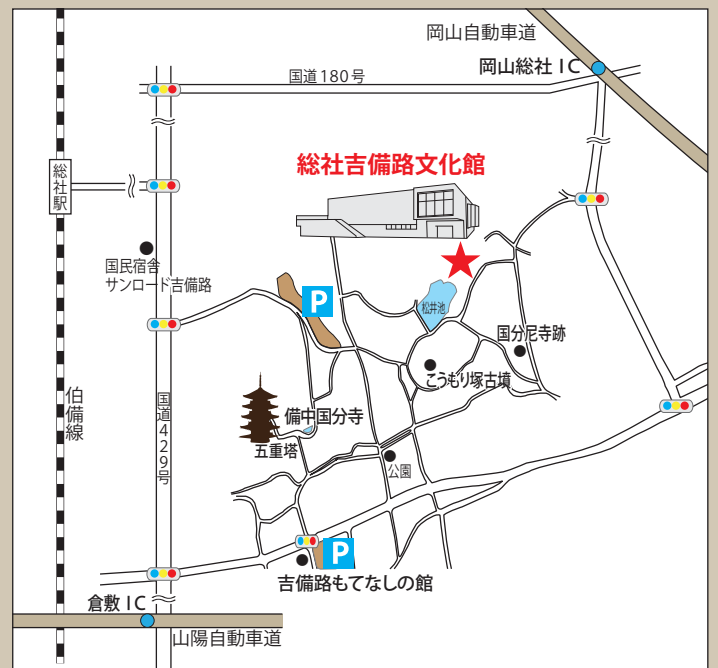 岡山自動車道
岡山総社 IC
国道180号
総社吉備路文化館
総社駅
国民宿舎
サンロード吉備路
P
松井池
国分尼寺跡
こうもり塚古墳
伯備線
国道429号
備中国分寺
五重塔
公園
P
吉備路もてなしの館
倉敷 IC
山陽自動車道